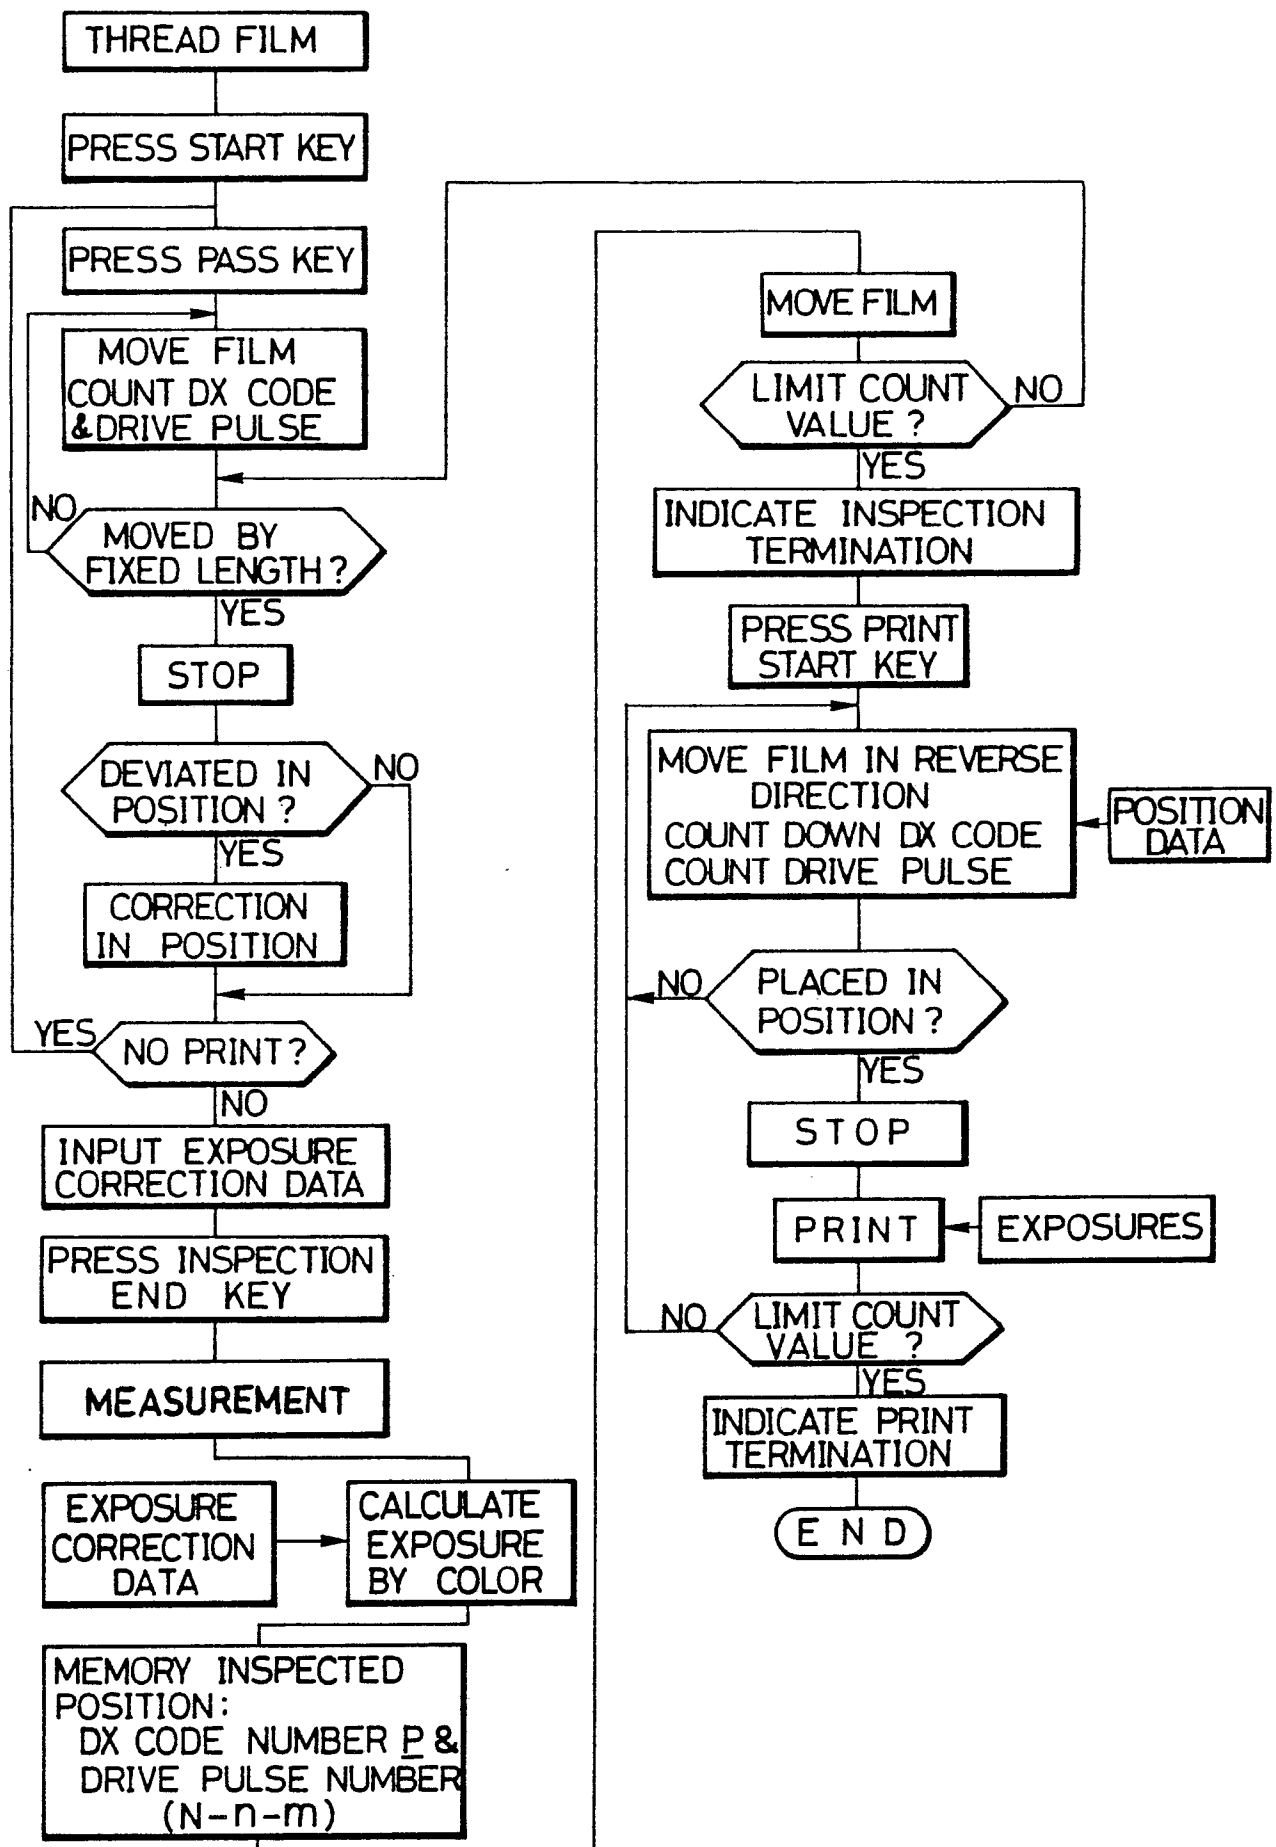 THREAD FILM
PRESS START KEY
PRESS PASS KEY
MOVE FILM
COUNT DX CODE
& DRIVE PULSE
NO
MOVED BY
FIXED LENGTH?
YES
STOP
DEVIATED IN
POSITION?
NO
YES
CORRECTION
IN POSITION
YES
NO PRINT?
NO
INPUT EXPOSURE
CORRECTION DATA
PRESS INSPECTION
END KEY
MEASUREMENT
EXPOSURE
CORRECTION
DATA
CALCULATE
EXPOSURE
BY COLOR
MEMORY INSPECTED
POSITION:
DX CODE NUMBER P &
DRIVE PULSE NUMBER
(N-n-m)
MOVE FILM
LIMIT COUNT
VALUE?
NO
YES
INDICATE INSPECTION
TERMINATION
PRESS PRINT
START KEY
MOVE FILM IN REVERSE
DIRECTION
COUNT DOWN DX CODE
COUNT DRIVE PULSE
POSITION
DATA
NO
PLACED IN
POSITION?
YES
STOP
PRINT
EXPOSURES
NO
LIMIT COUNT
VALUE ?
YES
INDICATE PRINT
TERMINATION
END